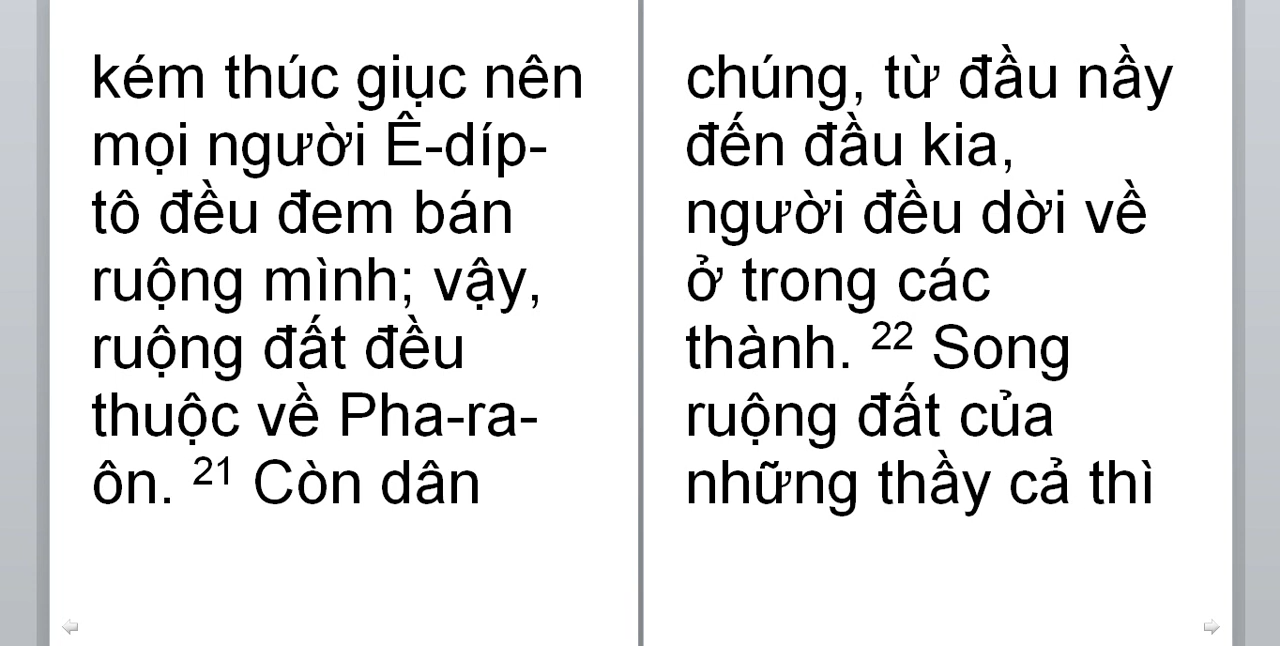 kém thúc giục nên
mọi người Ê-díp-
tô đều đem bán
ruộng mình; vậy,
ruộng đất đều
thuộc về Pha-ra-
ôn. 21 Còn dân
chúng, từ đầu nầy
đến đầu kia,
người đều dời về
ở trong các
thành. 22 Song
ruộng đất của
những thầy cả thì